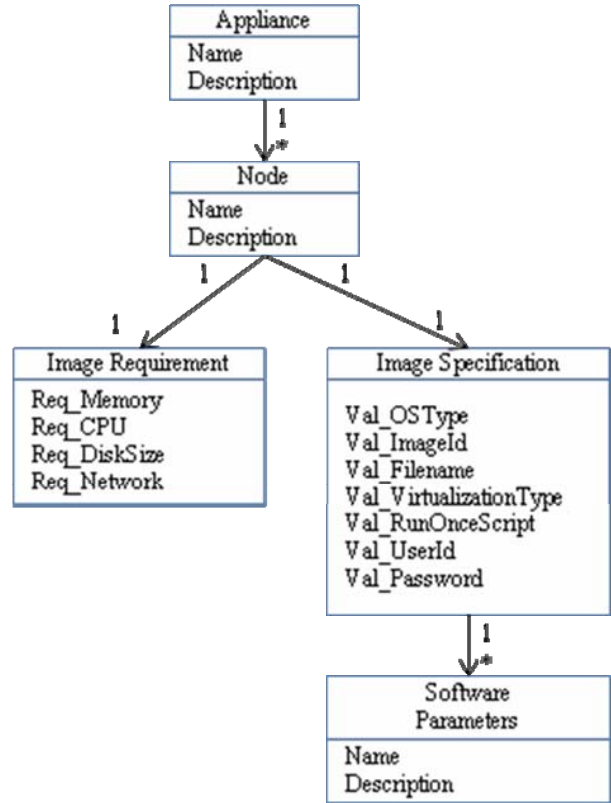 Appliance
Name
Description
1
*
Node
Name
Description
1
1
1
1
Image Requirement
Req_Memory
Req_CPU
Req_DiskSize
Req_Network
Image Specification
Val_OSType
Val_ImageId
Val_Filename
Val_VirtualizationType
Val_RunOnceScript
Val_UserId
Val_Password
1
*
Software
Parameters
Name
Description